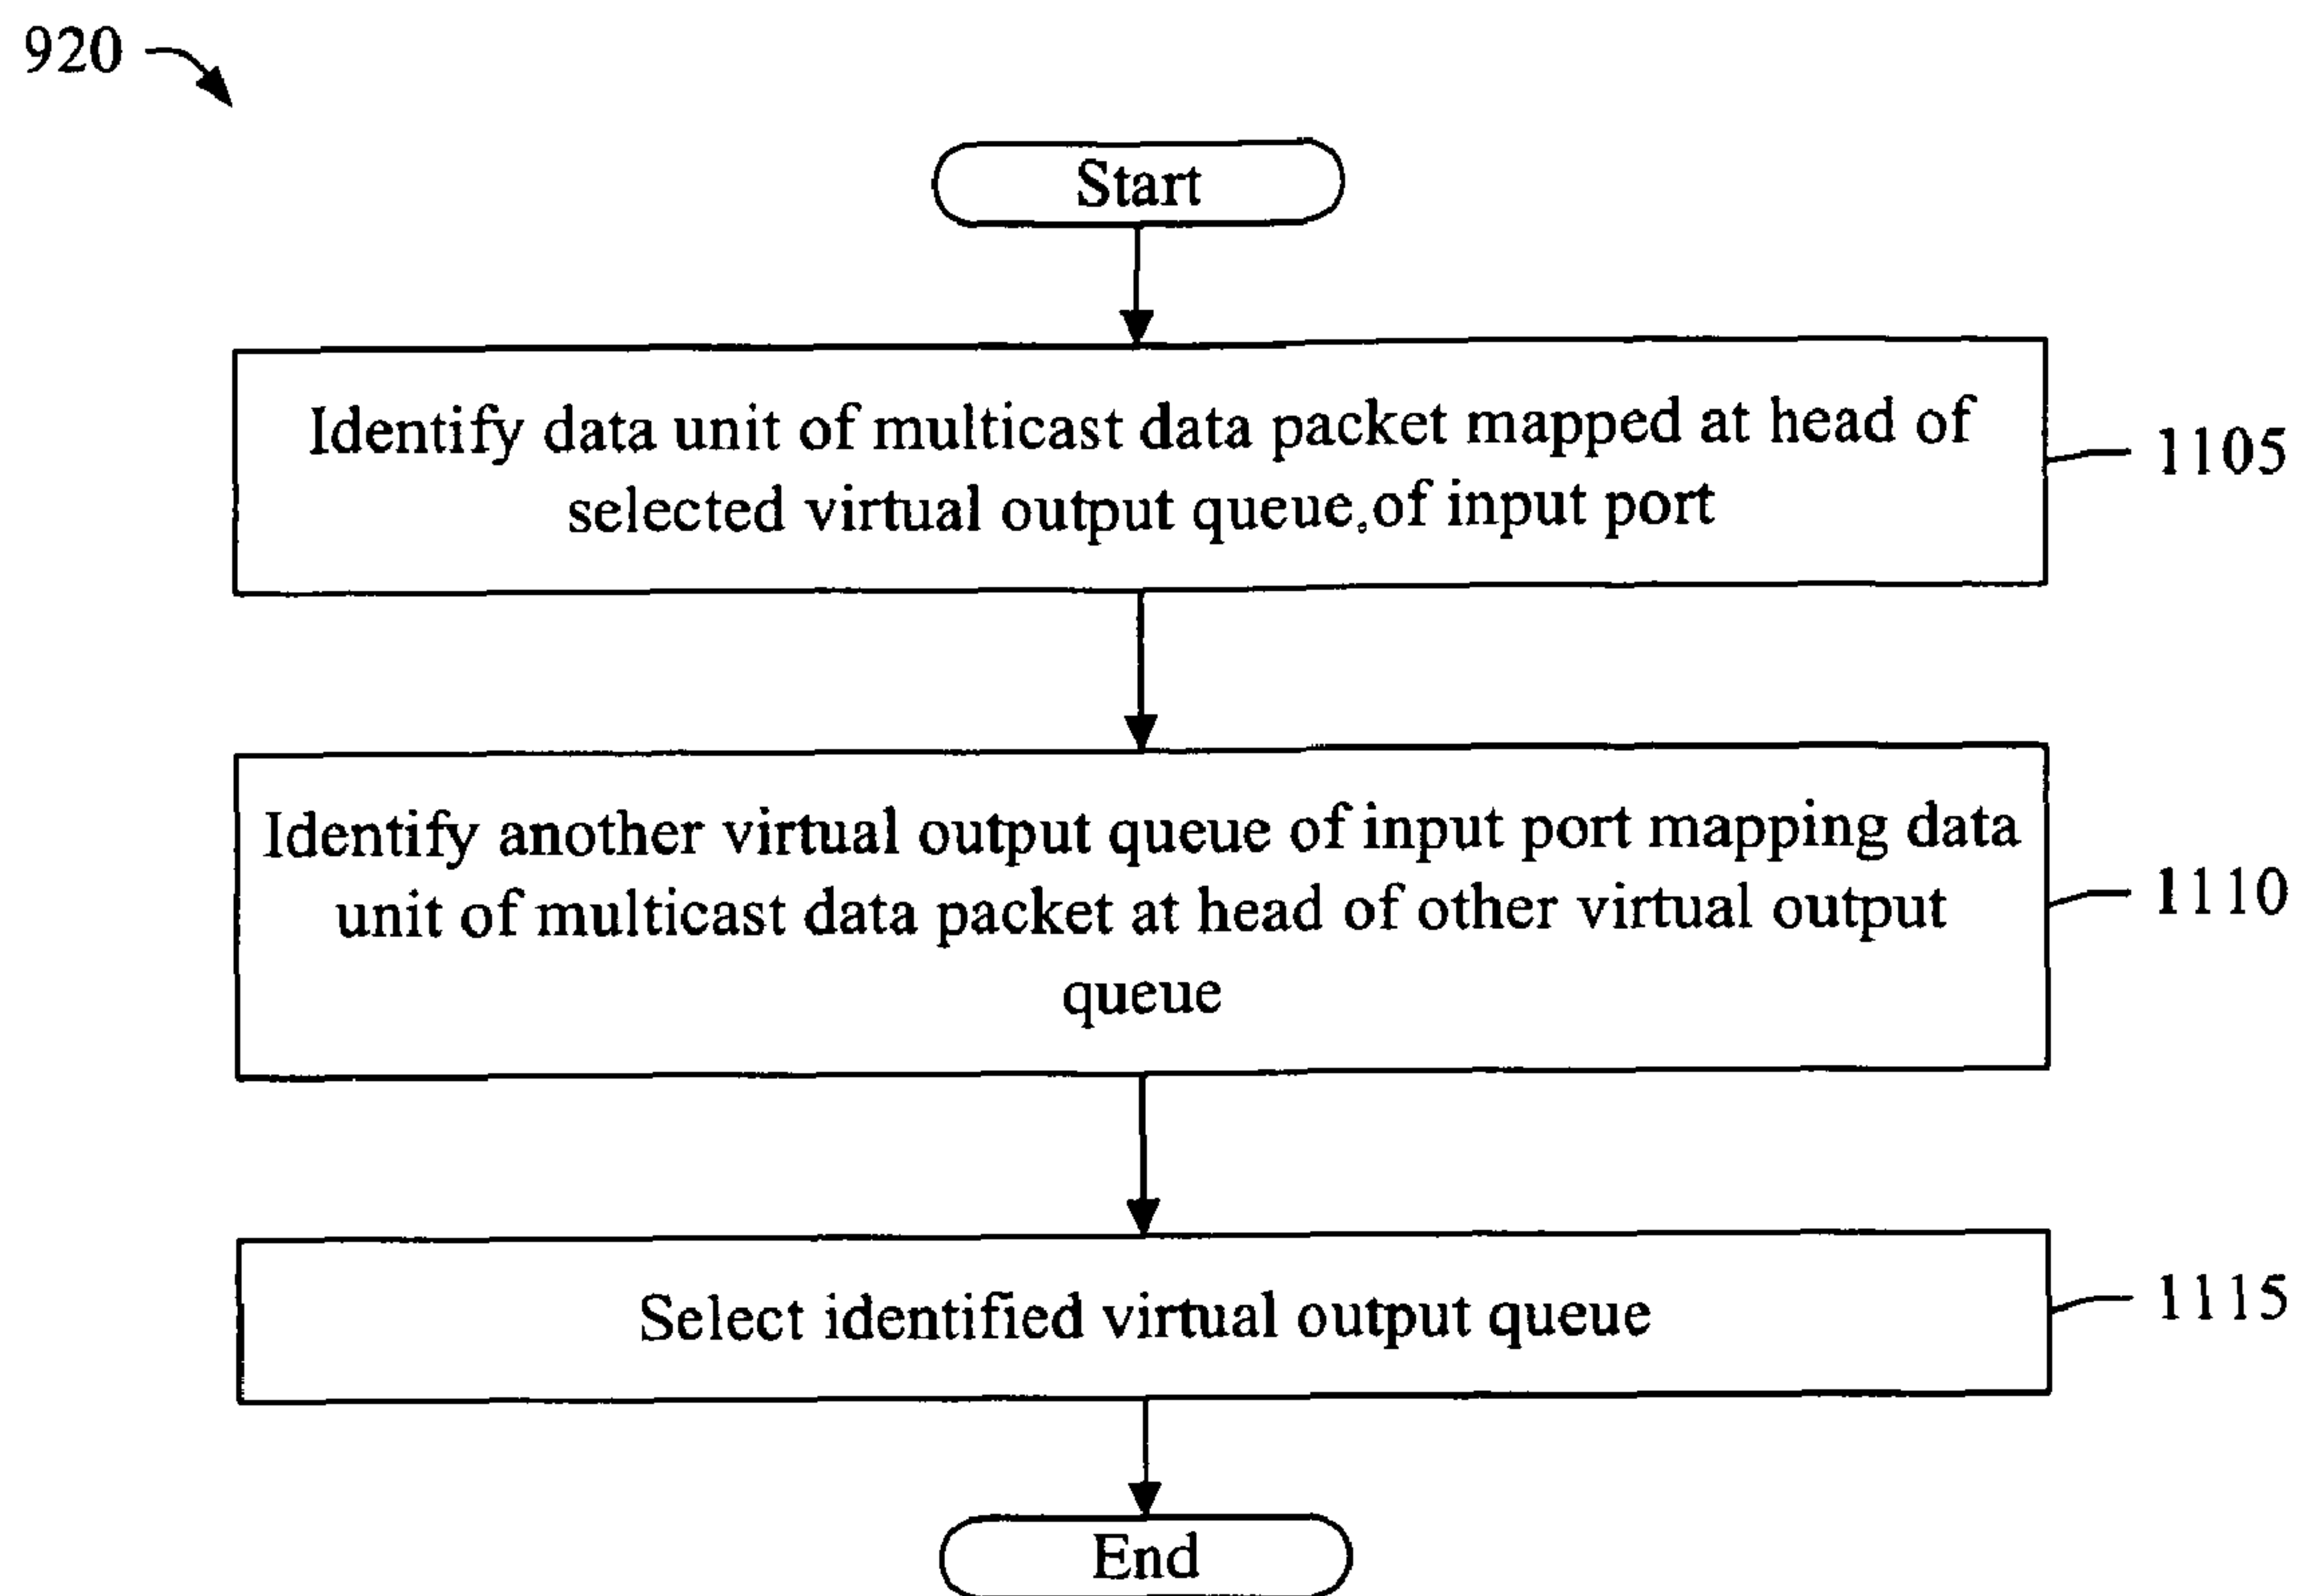 920
Start
Identify data unit of multicast data packet mapped at head of
selected virtual output queue of input port
1105
Identify another virtual output queue of input port mapping data
unit of multicast data packet at head of other virtual output
queue
1110
Select identified virtual output queue
1115
End